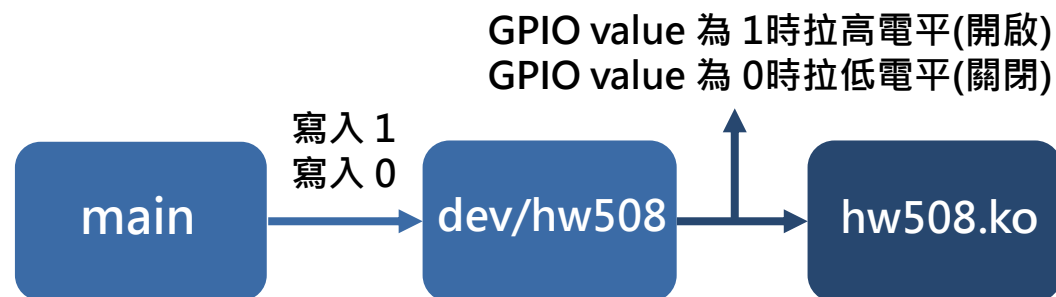 GPIO value 為 1時拉高電平(開啟)
GPIO value 為 0時拉低電平(關閉)
寫入 1
寫入 0
main
dev/hw508
hw508.ko